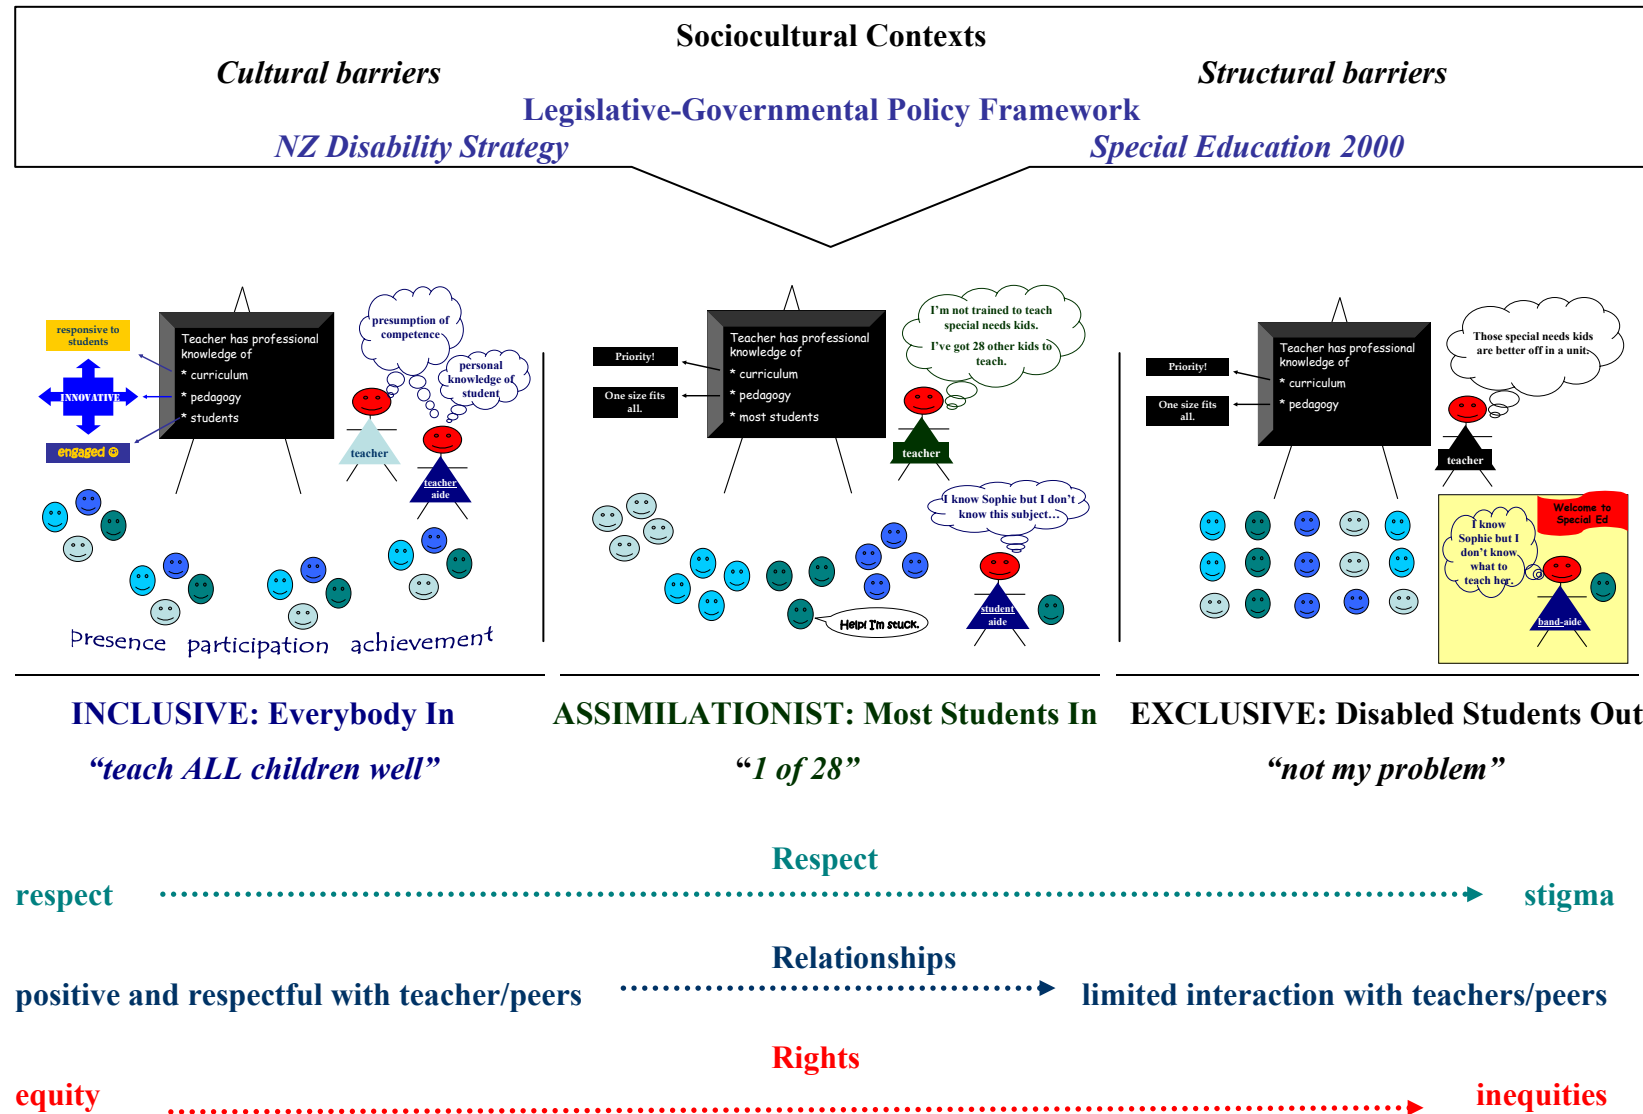 Sociocultural Contexts
Cultural barriers
Structural barriers
Legislative-Governmental Policy Framework
NZ Disability Strategy
Special Education 2000
responsive to
students
INNOVATIVE
engaged ☺
Teacher has professional
knowledge of
* curriculum
* pedagogy
* students
presumption of
competence
personal
knowledge of
student
teacher
teacher
aide
presence participation achievement
Priority!
One size fits
all.
Teacher has professional
knowledge of
* curriculum
* pedagogy
* most students
I'm not trained to teach
special needs kids.
I've got 28 other kids to
teach.
teacher
I know Sophie but I don't
know this subject…
student
aide
Help! I'm stuck.
Priority!
One size fits
all.
Teacher has professional
knowledge of
* curriculum
* pedagogy
Those special needs kids
are better off in a unit.
teacher
Welcome to
Special Ed
I know
Sophie but I
don't know
what to
teach her.
band-aide
INCLUSIVE: Everybody In
“teach ALL children well”
ASSIMILATIONIST: Most Students In
“1 of 28”
EXCLUSIVE: Disabled Students Out
“not my problem”
Respect
respect
stigma
Relationships
positive and respectful with teacher/peers
limited interaction with teachers/peers
Rights
equity
inequities